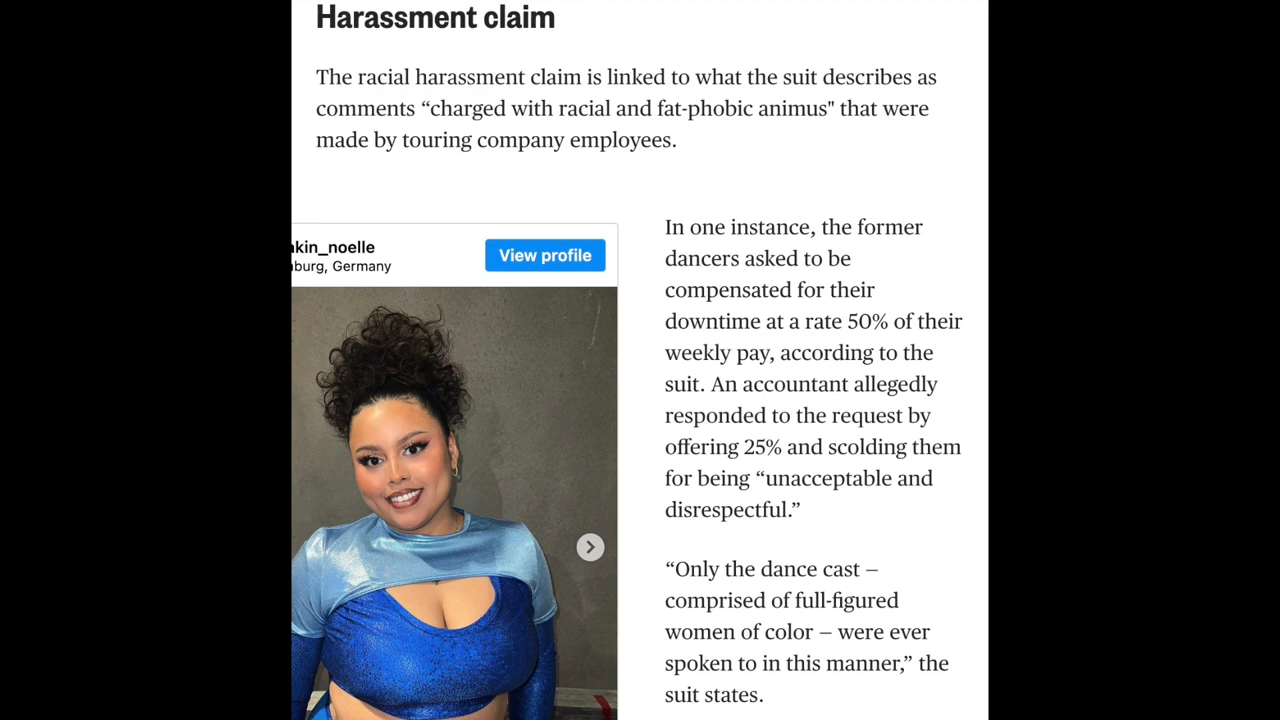 Harassment claim
The racial harassment claim is linked to what the suit describes as
comments “charged with racial and fat-phobic animus" that were
made by touring company employees.
kin_noelle
burg, Germany
View profile
In one instance, the former
dancers asked to be
compensated for their
downtime at a rate 50% of their
weekly pay, according to the
suit. An accountant allegedly
responded to the request by
offering 25% and scolding them
for being “unacceptable and
disrespectful.”
“Only the dance cast –
comprised of full-figured
women of color – were ever
spoken to in this manner,” the
suit states.